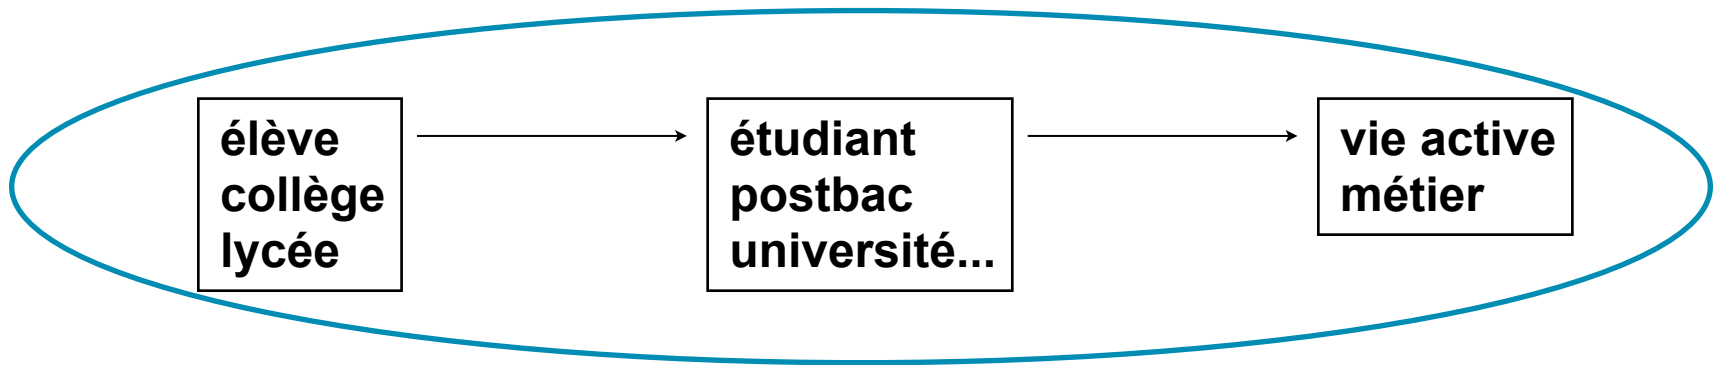 élève
collège
lycée
étudiant
postbac
université...
vie active
métier